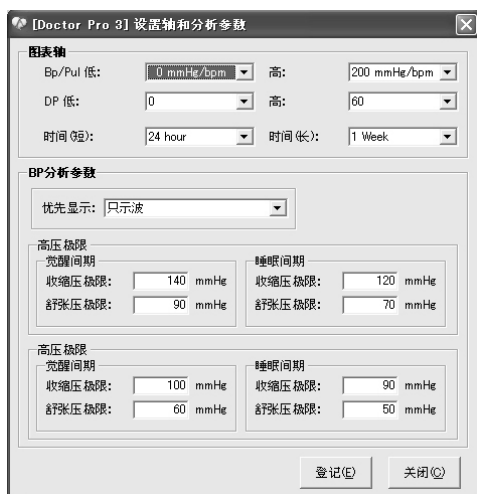 [Doctor Pro 3] 设置轴和分析参数
图表轴
Bp/Pul 低: 0 mmHg/bpm 高: 200 mmHg/bpm
DP 低: 0 高: 60
时间(短): 24 hour 时间(长): 1 Week
BP分析参数
优先显示: 只示波
高压极限
觉醒间期 睡眠间期
收缩压极限: 140 mmHg 收缩压极限: 120 mmHg
舒张压极限: 90 mmHg 舒张压极限: 70 mmHg
高压极限
觉醒间期 睡眠间期
收缩压极限: 100 mmHg 收缩压极限: 90 mmHg
舒张压极限: 60 mmHg 舒张压极限: 50 mmHg
登记(E) 关闭(C)